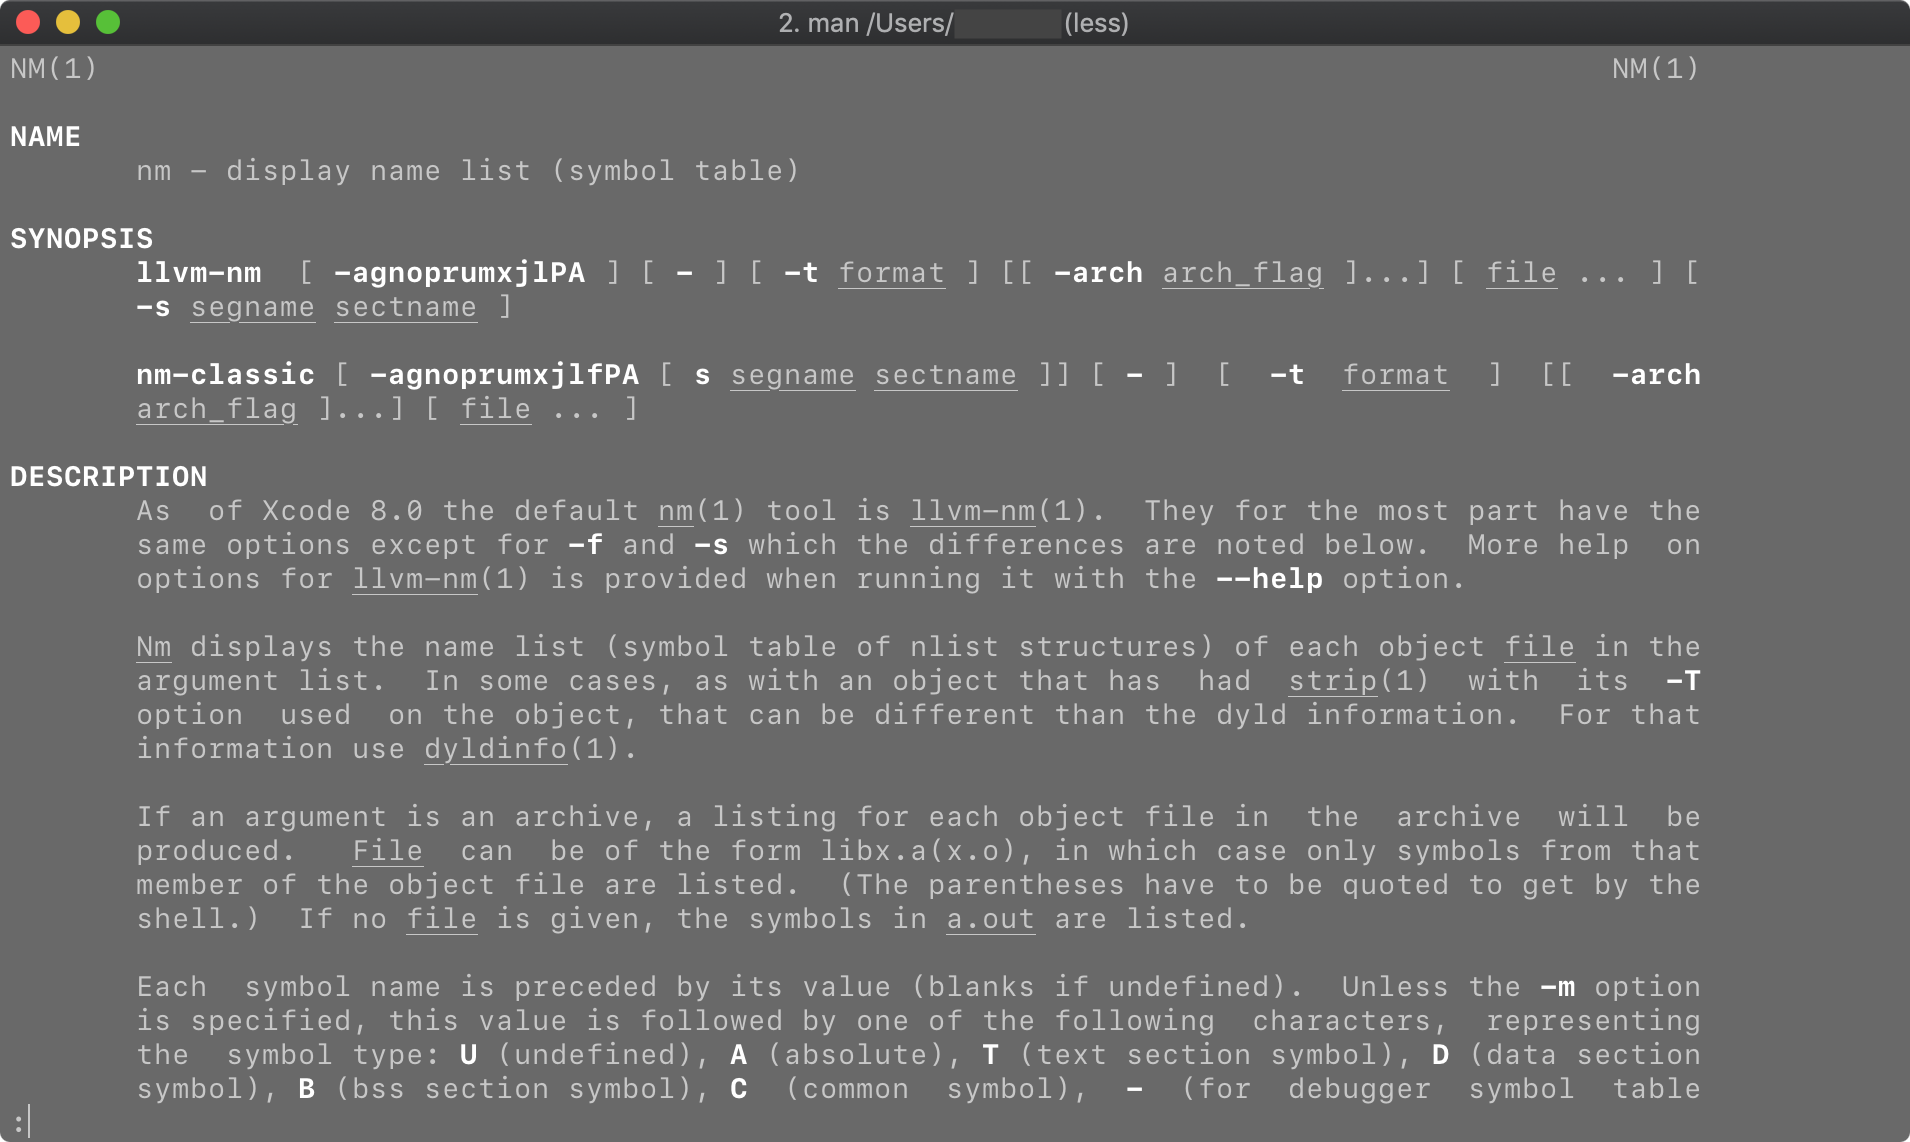 2. man /Users/ (less)
NM(1) NM(1)
NAME
nm – display name list (symbol table)
SYNOPSIS
llvm-nm [ -agnoprumxjlPA ] [ - ] [ -t format ] [[ -arch arch_flag ]...] [ file ... ] [
-s segname sectname ]
nm-classic [ -agnoprumxjlfPA [ s segname sectname ]] [ - ] [ -t format ] [[ -arch
arch_flag ]...] [ file ... ]
DESCRIPTION
As of Xcode 8.0 the default nm(1) tool is llvm-nm(1). They for the most part have the
same options except for -f and -s which the differences are noted below. More help on
options for llvm-nm(1) is provided when running it with the --help option.
Nm displays the name list (symbol table of nlist structures) of each object file in the
argument list. In some cases, as with an object that has had strip(1) with its -T
option used on the object, that can be different than the dyld information. For that
information use dyldinfo(1).
If an argument is an archive, a listing for each object file in the archive will be
produced. File can be of the form libx.a(x.o), in which case only symbols from that
member of the object file are listed. (The parentheses have to be quoted to get by the
shell.) If no file is given, the symbols in a.out are listed.
Each symbol name is preceded by its value (blanks if undefined). Unless the -m option
is specified, this value is followed by one of the following characters, representing
the symbol type: U (undefined), A (absolute), T (text section symbol), D (data section
symbol), B (bss section symbol), C (common symbol), - (for debugger symbol table
: